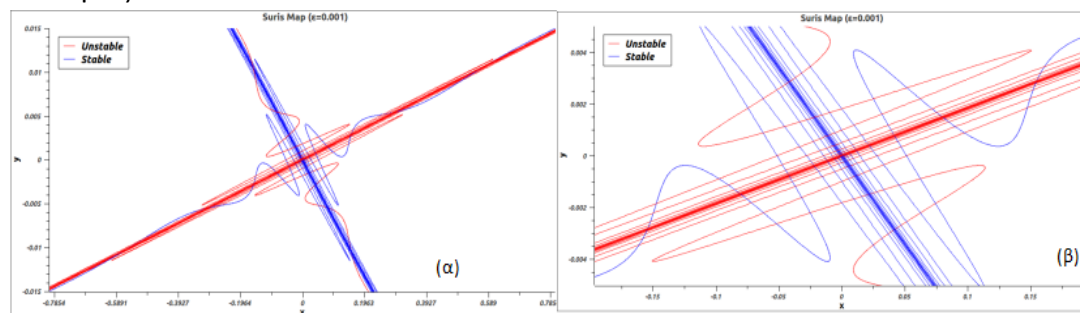 Suris Map (ε=0.001)
Unstable
Stable
0.015
0.01
0.005
0
-0.005
-0.01
-0.015
y
-0.7854
-0.5891
-0.3927
-0.1964
0
0.1963
0.3927
0.589
0.785
x
(α)
Suris Map (ε=0.001)
Unstable
Stable
0.004
0.002
0
-0.002
-0.004
y
-0.15
-0.1
-0.05
0
0.05
0.1
0.15
x
(β)